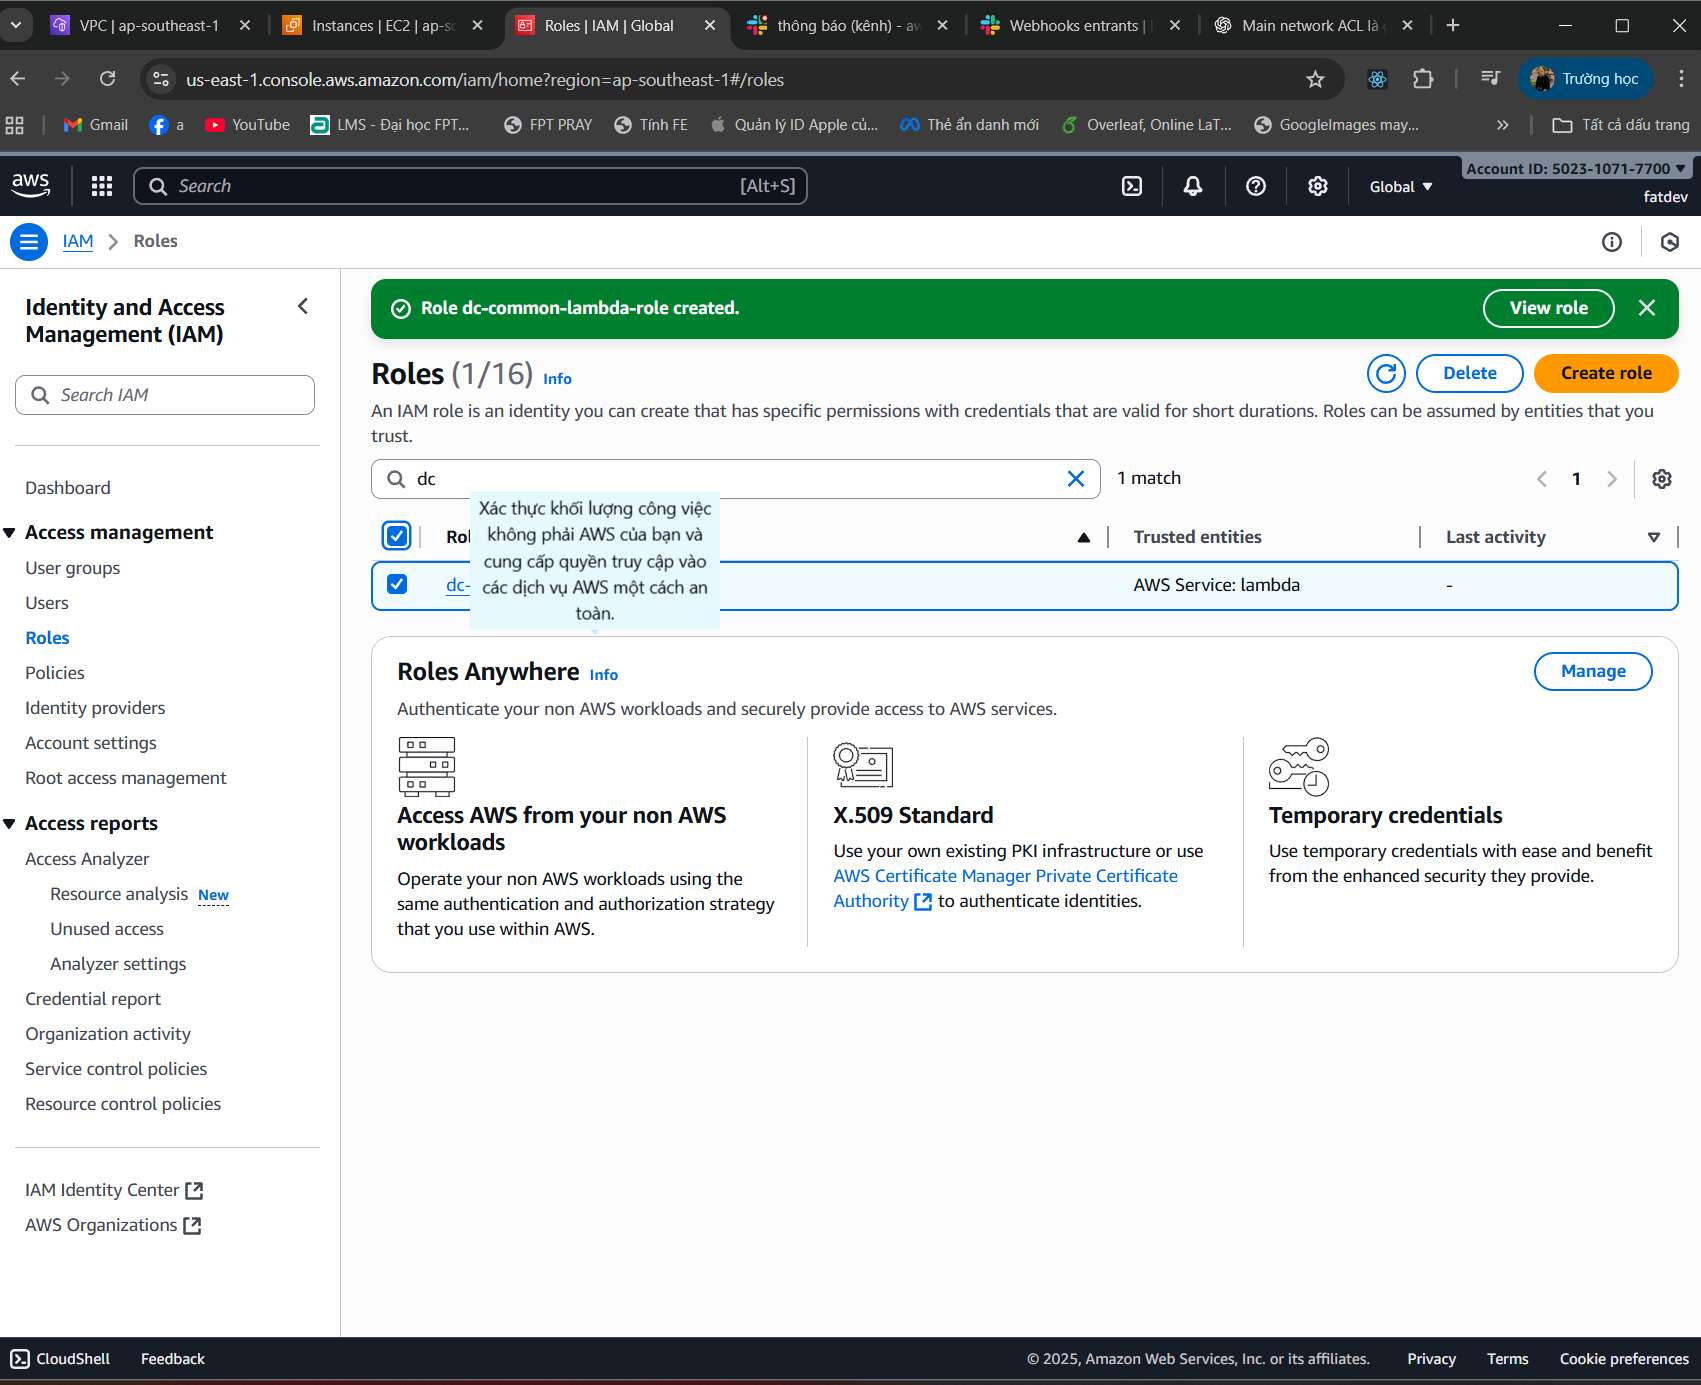 VPC | ap-southeast-1
Instances | EC2 | ap-sc
Roles | IAM | Global
thông báo (kênh) - aw
Webhooks entrants |
Main network ACL là
us-east-1.console.aws.amazon.com/iam/home?region=ap-southeast-1#/roles
Trường học
Gmail
a
YouTube
LMS - Đại học FPT...
FPT PRAY
Tính FE
Quản lý ID Apple củ...
Thẻ ẩn danh mới
Overleaf, Online LaT...
GoogleImages may...
Tất cả dấu trang
aws
Search
[Alt+S]
Global
Account ID: 5023-1071-7700
fatdev
IAM
Roles
Identity and Access
Management (IAM)
Search IAM
Dashboard
Access management
User groups
Users
Roles
Policies
Identity providers
Account settings
Root access management
Access reports
Access Analyzer
Resource analysis New
Unused access
Analyzer settings
Credential report
Organization activity
Service control policies
Resource control policies
IAM Identity Center
AWS Organizations
Role dc-common-lambda-role created.
View role
Roles (1/16) Info
Delete
Create role
An IAM role is an identity you can create that has specific permissions with credentials that are valid for short durations. Roles can be assumed by entities that you
trust.
dc
1 match
1
Rol
Trusted entities
Last activity
dc-
AWS Service: lambda
-
Xác thực khối lượng công việc
không phải AWS của bạn và
cung cấp quyền truy cập vào
các dịch vụ AWS một cách an
toàn.
Roles Anywhere Info
Manage
Authenticate your non AWS workloads and securely provide access to AWS services.
Access AWS from your non AWS
workloads
Operate your non AWS workloads using the
same authentication and authorization strategy
that you use within AWS.
X.509 Standard
Use your own existing PKI infrastructure or use
AWS Certificate Manager Private Certificate
Authority to authenticate identities.
Temporary credentials
Use temporary credentials with ease and benefit
from the enhanced security they provide.
CloudShell
Feedback
© 2025, Amazon Web Services, Inc. or its affiliates.
Privacy
Terms
Cookie preferences